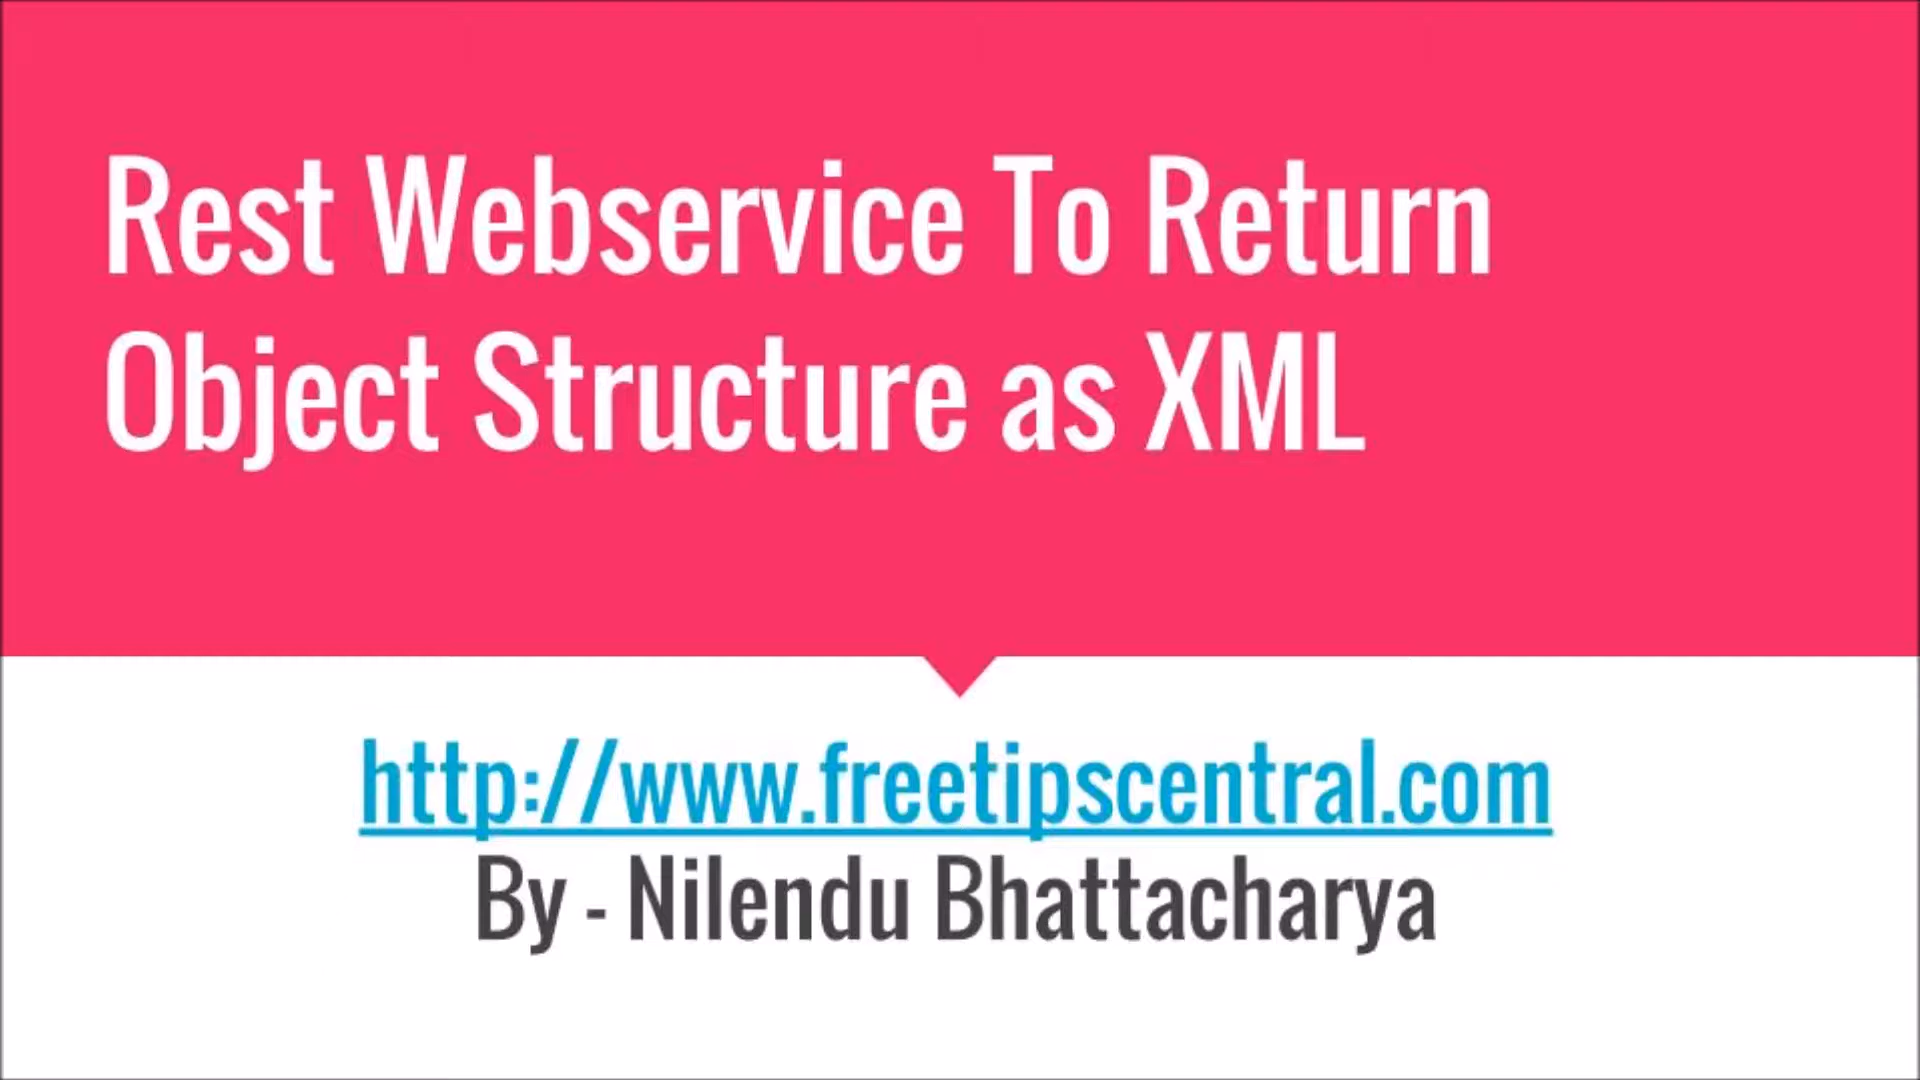 Rest Webservice To Return
Object Structure as XML
http://www.freetipscentral.com
By - Nilendu Bhattacharya